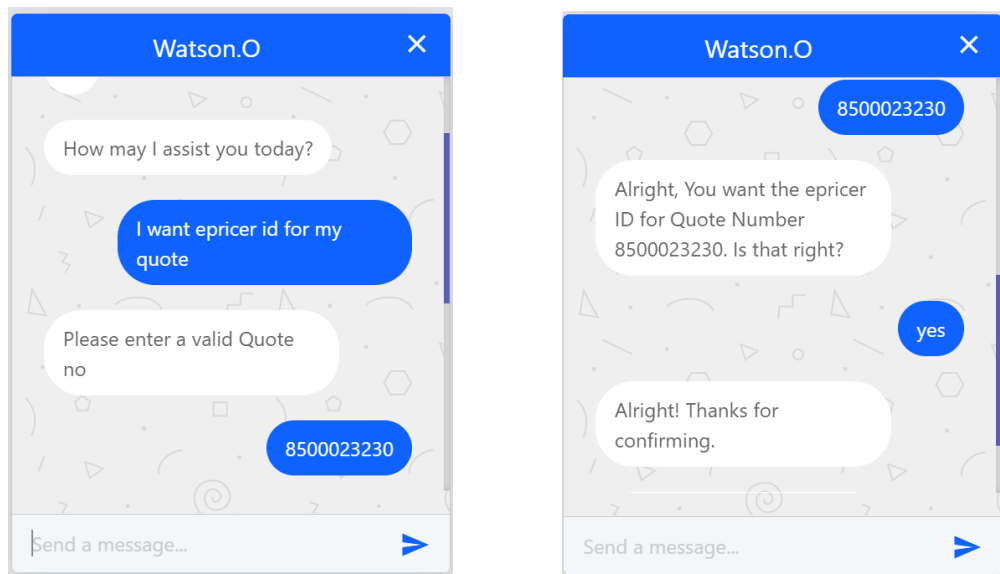 Watson.O
How may I assist you today?
I want epricer id for my
quote
Please enter a valid Quote
no
8500023230
Send a message...
Watson.O
8500023230
Alright, You want the epricer
ID for Quote Number
8500023230. Is that right?
yes
Alright! Thanks for
confirming.
Send a message...